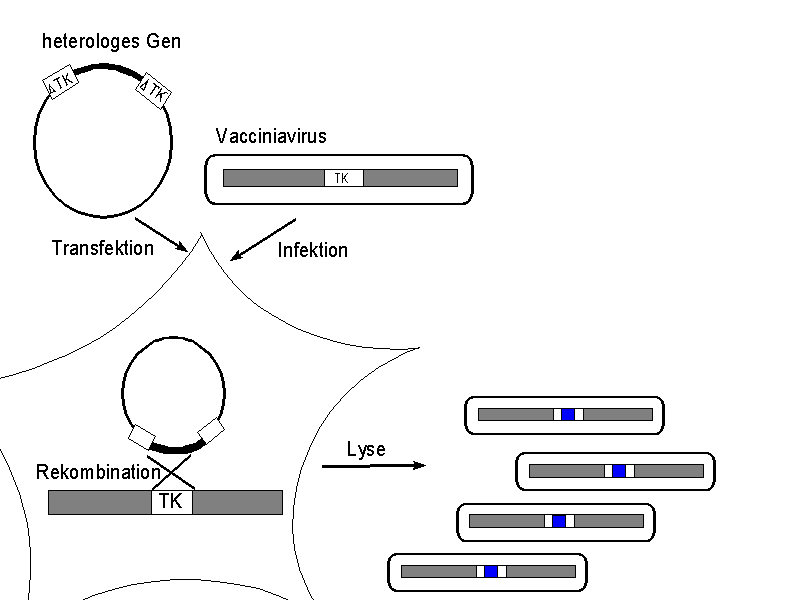 heterologes Gen
ΔTK
ΔTK
Vacciniavirus
TK
Transfektion
Infektion
Lyse
Rekombination
TK